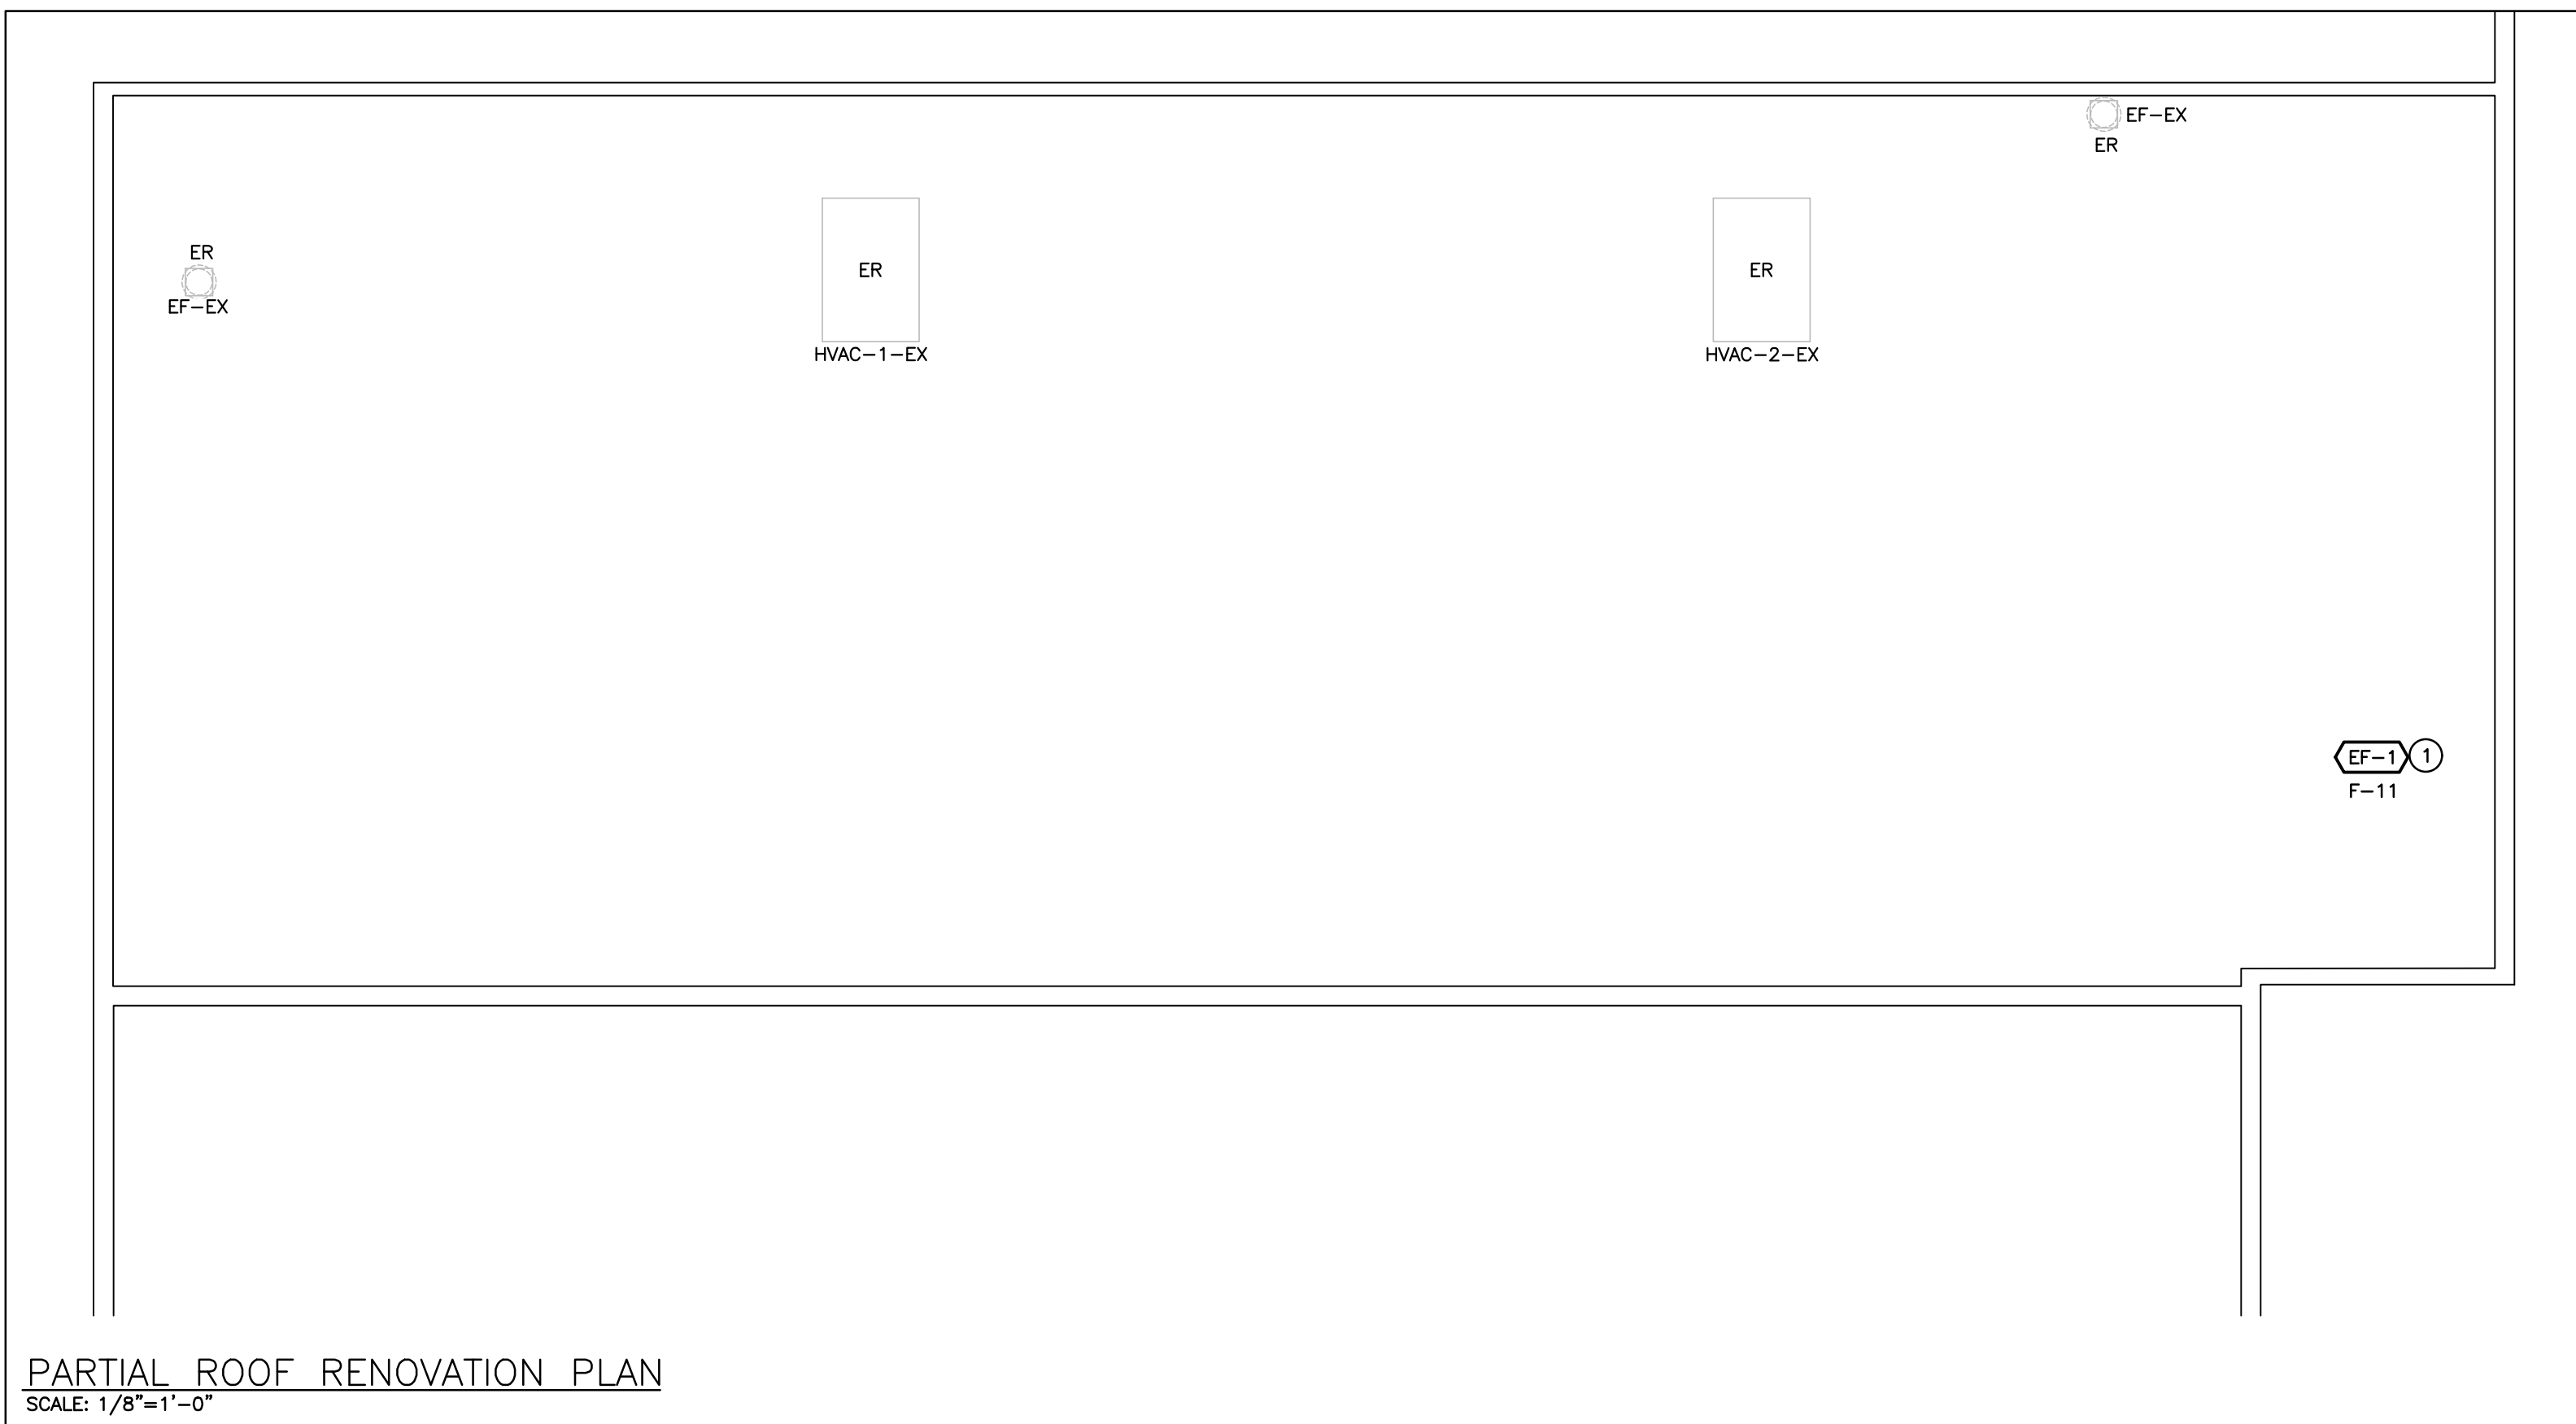 EF-EX
ER
ER
EF-EX
ER
HVAC-1-EX
ER
HVAC-2-EX
EF-1 1
F-11
PARTIAL ROOF RENOVATION PLAN
SCALE: 1/8"=1'-0"